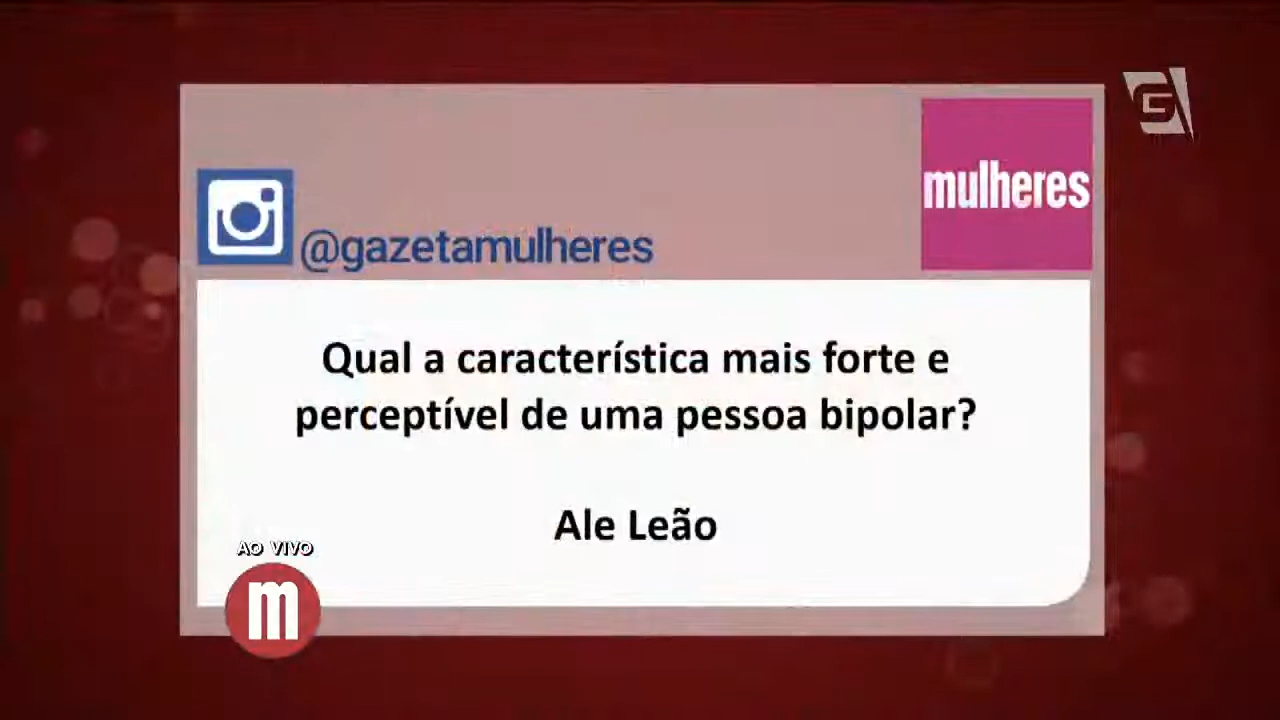 mulheres
@gazetamulheres
Qual a característica mais forte e
perceptível de uma pessoa bipolar?
Ale Leão
AO VIVO
m
G